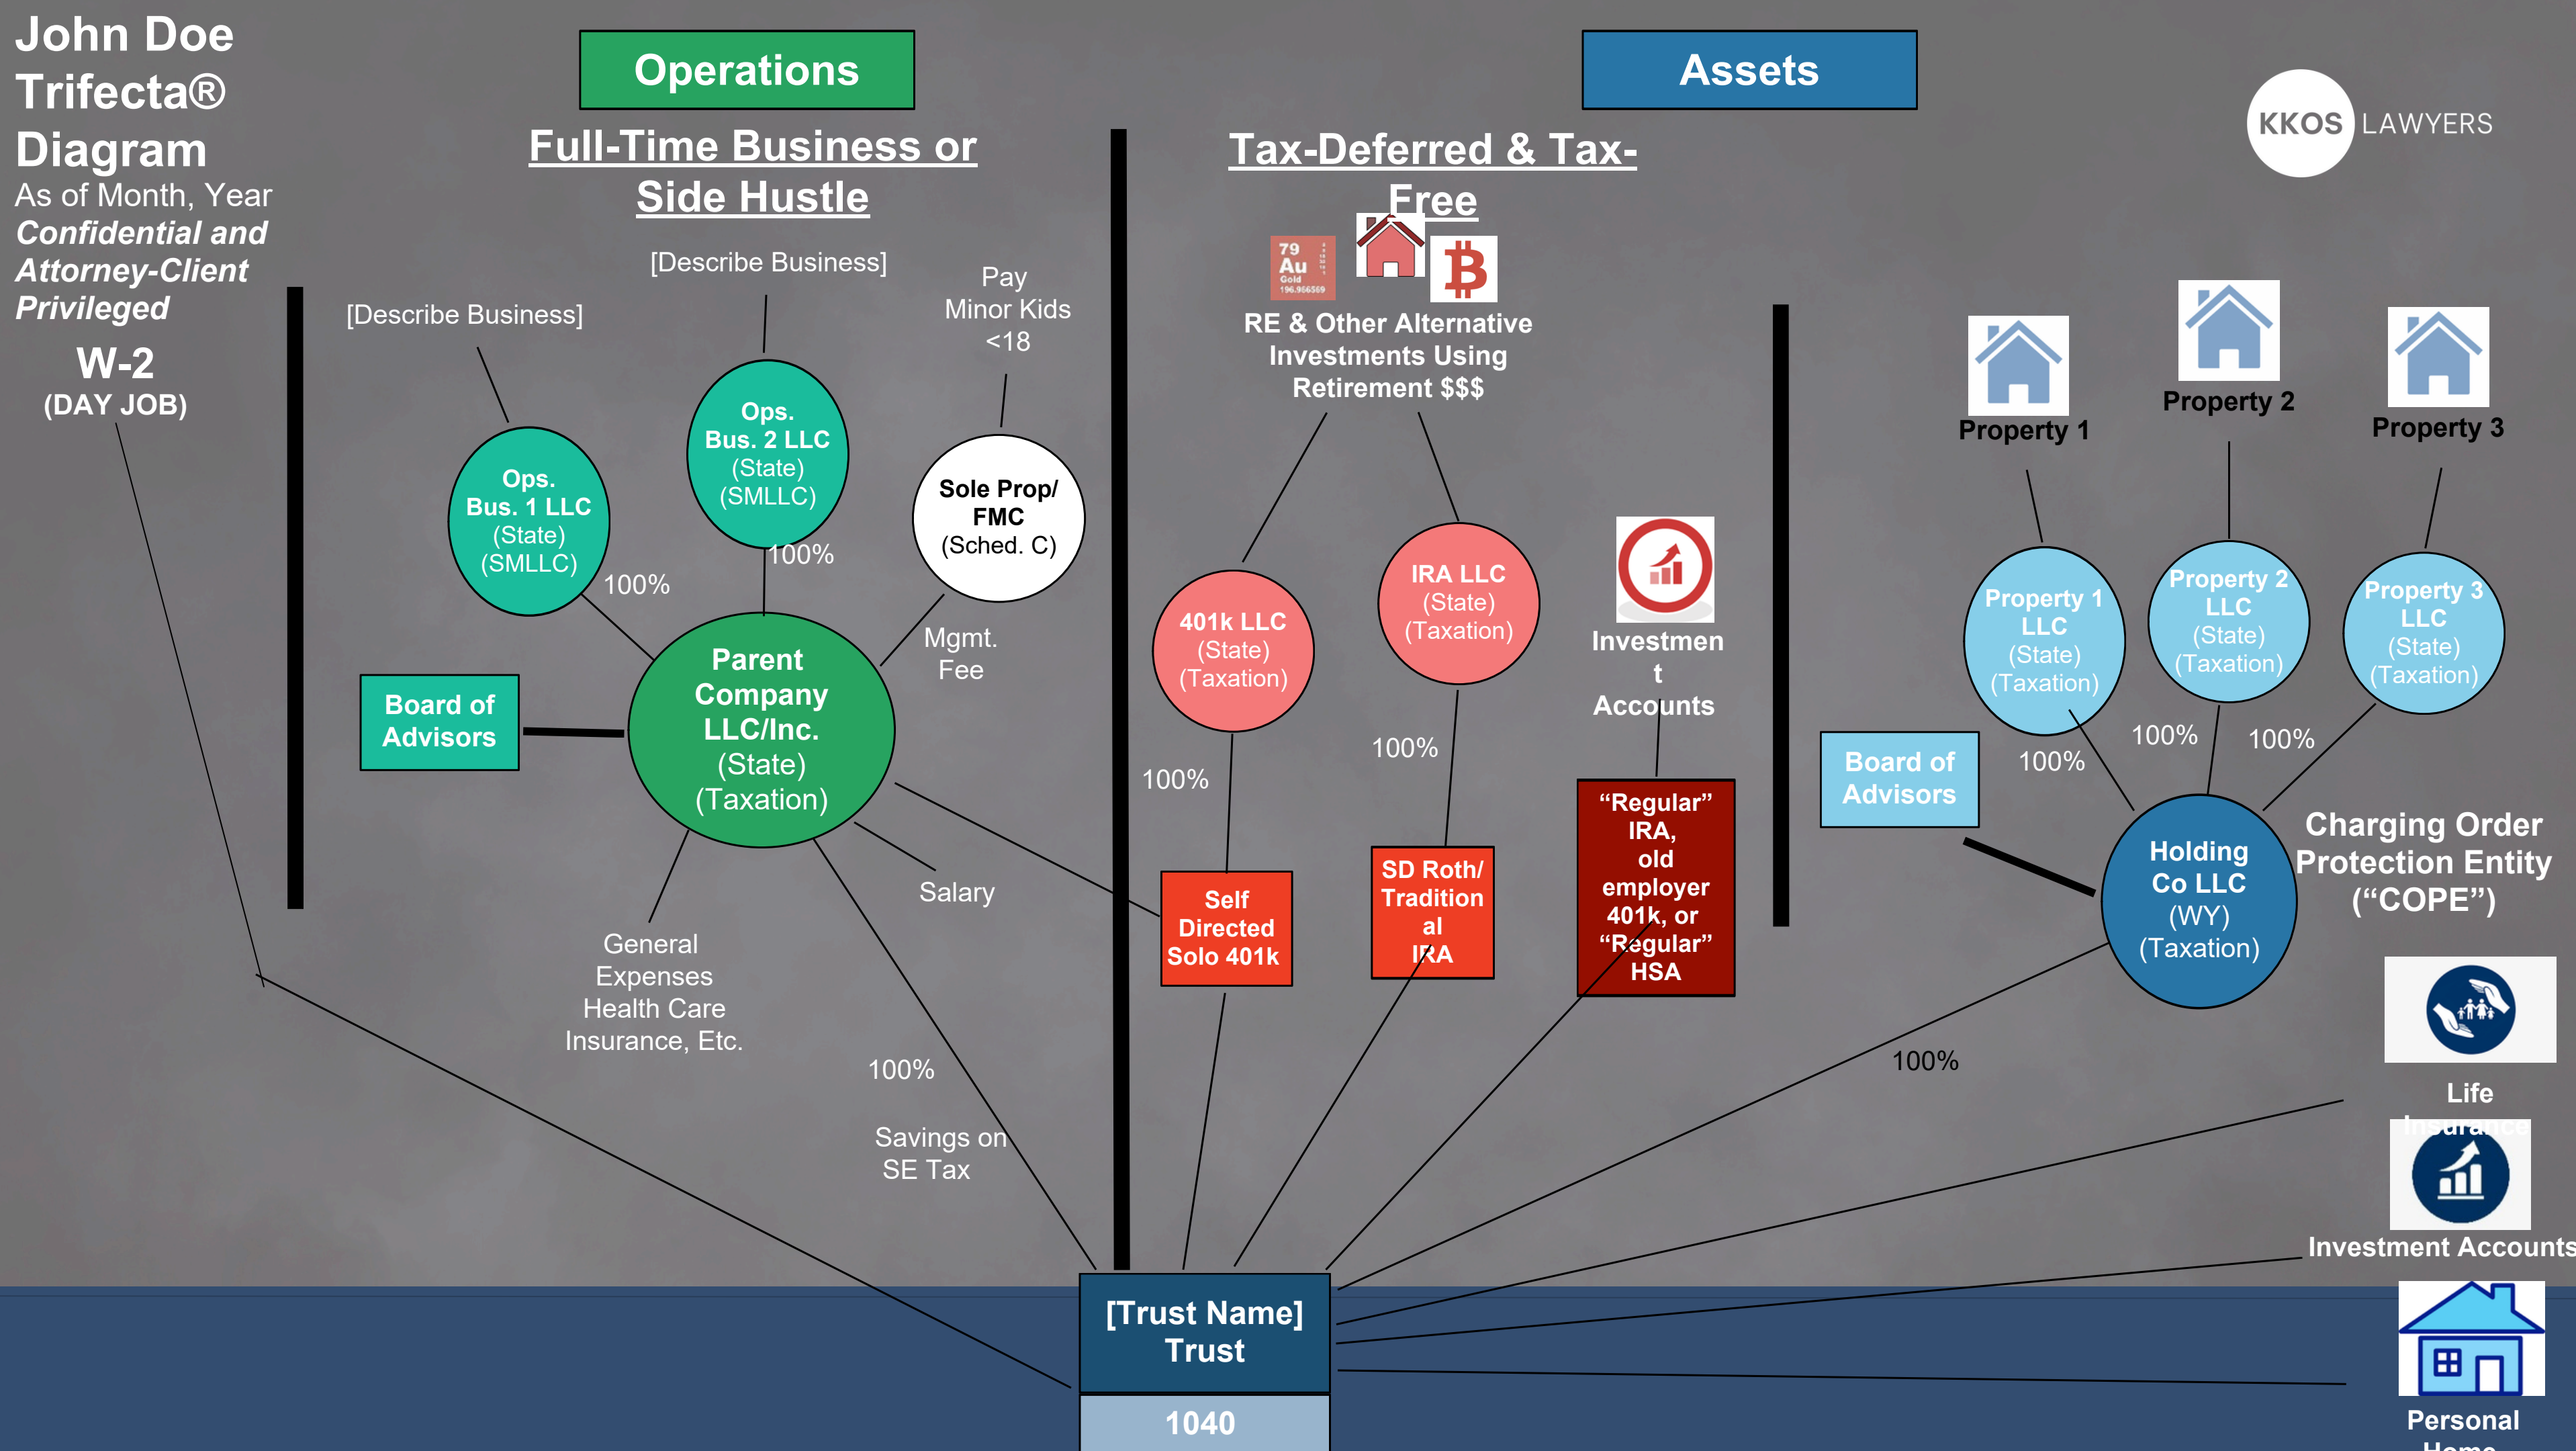 John Doe
Trifecta®
Diagram
As of Month, Year
Confidential and
Attorney-Client
Privileged
W-2
(DAY JOB)
Operations
Full-Time Business or
Side Hustle
[Describe Business]
[Describe Business]
Pay
Minor Kids
<18
Ops.
Bus. 1 LLC
(State)
(SMLLC)
100%
Ops.
Bus. 2 LLC
(State)
(SMLLC)
100%
Sole Prop/
FMC
(Sched. C)
Mgmt.
Fee
Board of
Advisors
Parent
Company
LLC/Inc.
(State)
(Taxation)
Salary
General
Expenses
Health Care
Insurance, Etc.
100%
Savings on
SE Tax
Assets
KKOS LAWYERS
Tax-Deferred & Tax-
Free
79
Au
Gold
196.966569
RE & Other Alternative
Investments Using
Retirement $$$
401k LLC
(State)
(Taxation)
100%
IRA LLC
(State)
(Taxation)
100%
Investmen
t
Accounts
Self
Directed
Solo 401k
SD Roth/
Tradition
al
IRA
“Regular”
IRA,
old
employer
401k, or
“Regular”
HSA
Property 1
Property 2
Property 3
Property 1
LLC
(State)
(Taxation)
100%
Property 2
LLC
(State)
(Taxation)
100%
Property 3
LLC
(State)
(Taxation)
100%
Board of
Advisors
Holding
Co LLC
(WY)
(Taxation)
Charging Order
Protection Entity
(“COPE”)
100%
Life
Insurance
Investment Accounts
Personal
Home
[Trust Name]
Trust
1040